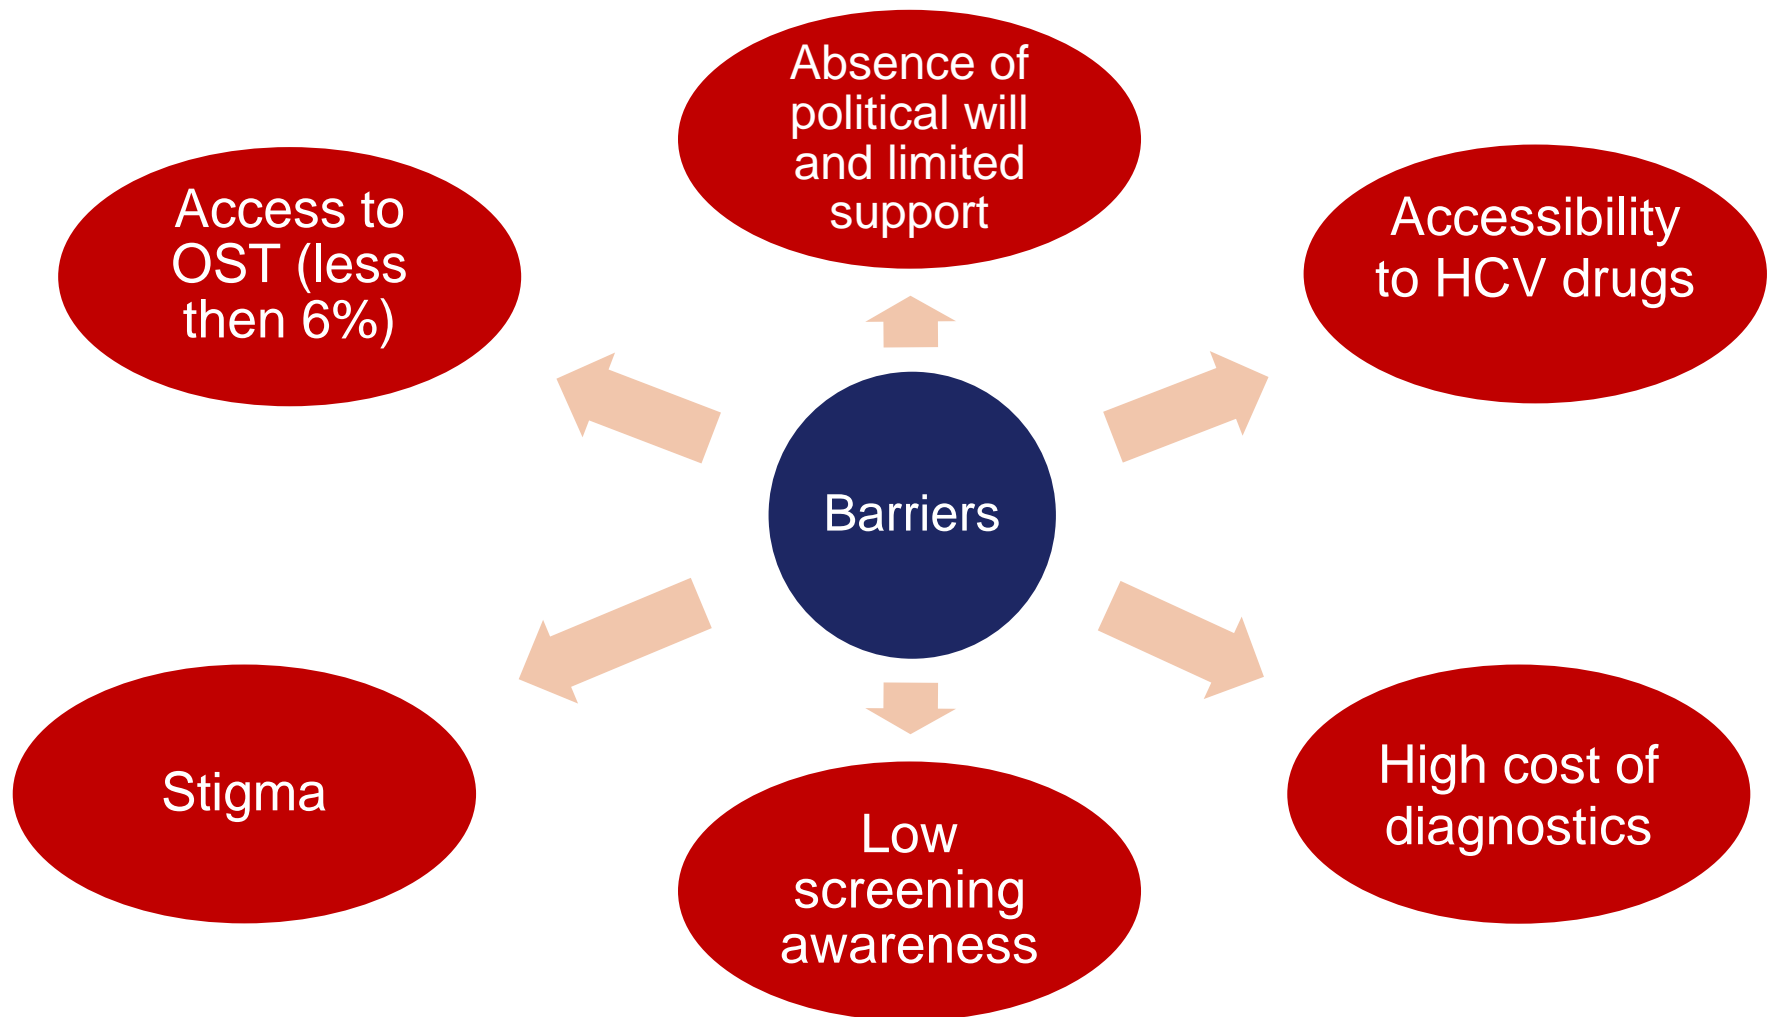 Absence of
political will
and limited
support
Access to
OST (less
then 6%)
Accessibility
to HCV drugs
Barriers
Stigma
High cost of
diagnostics
Low
screening
awareness